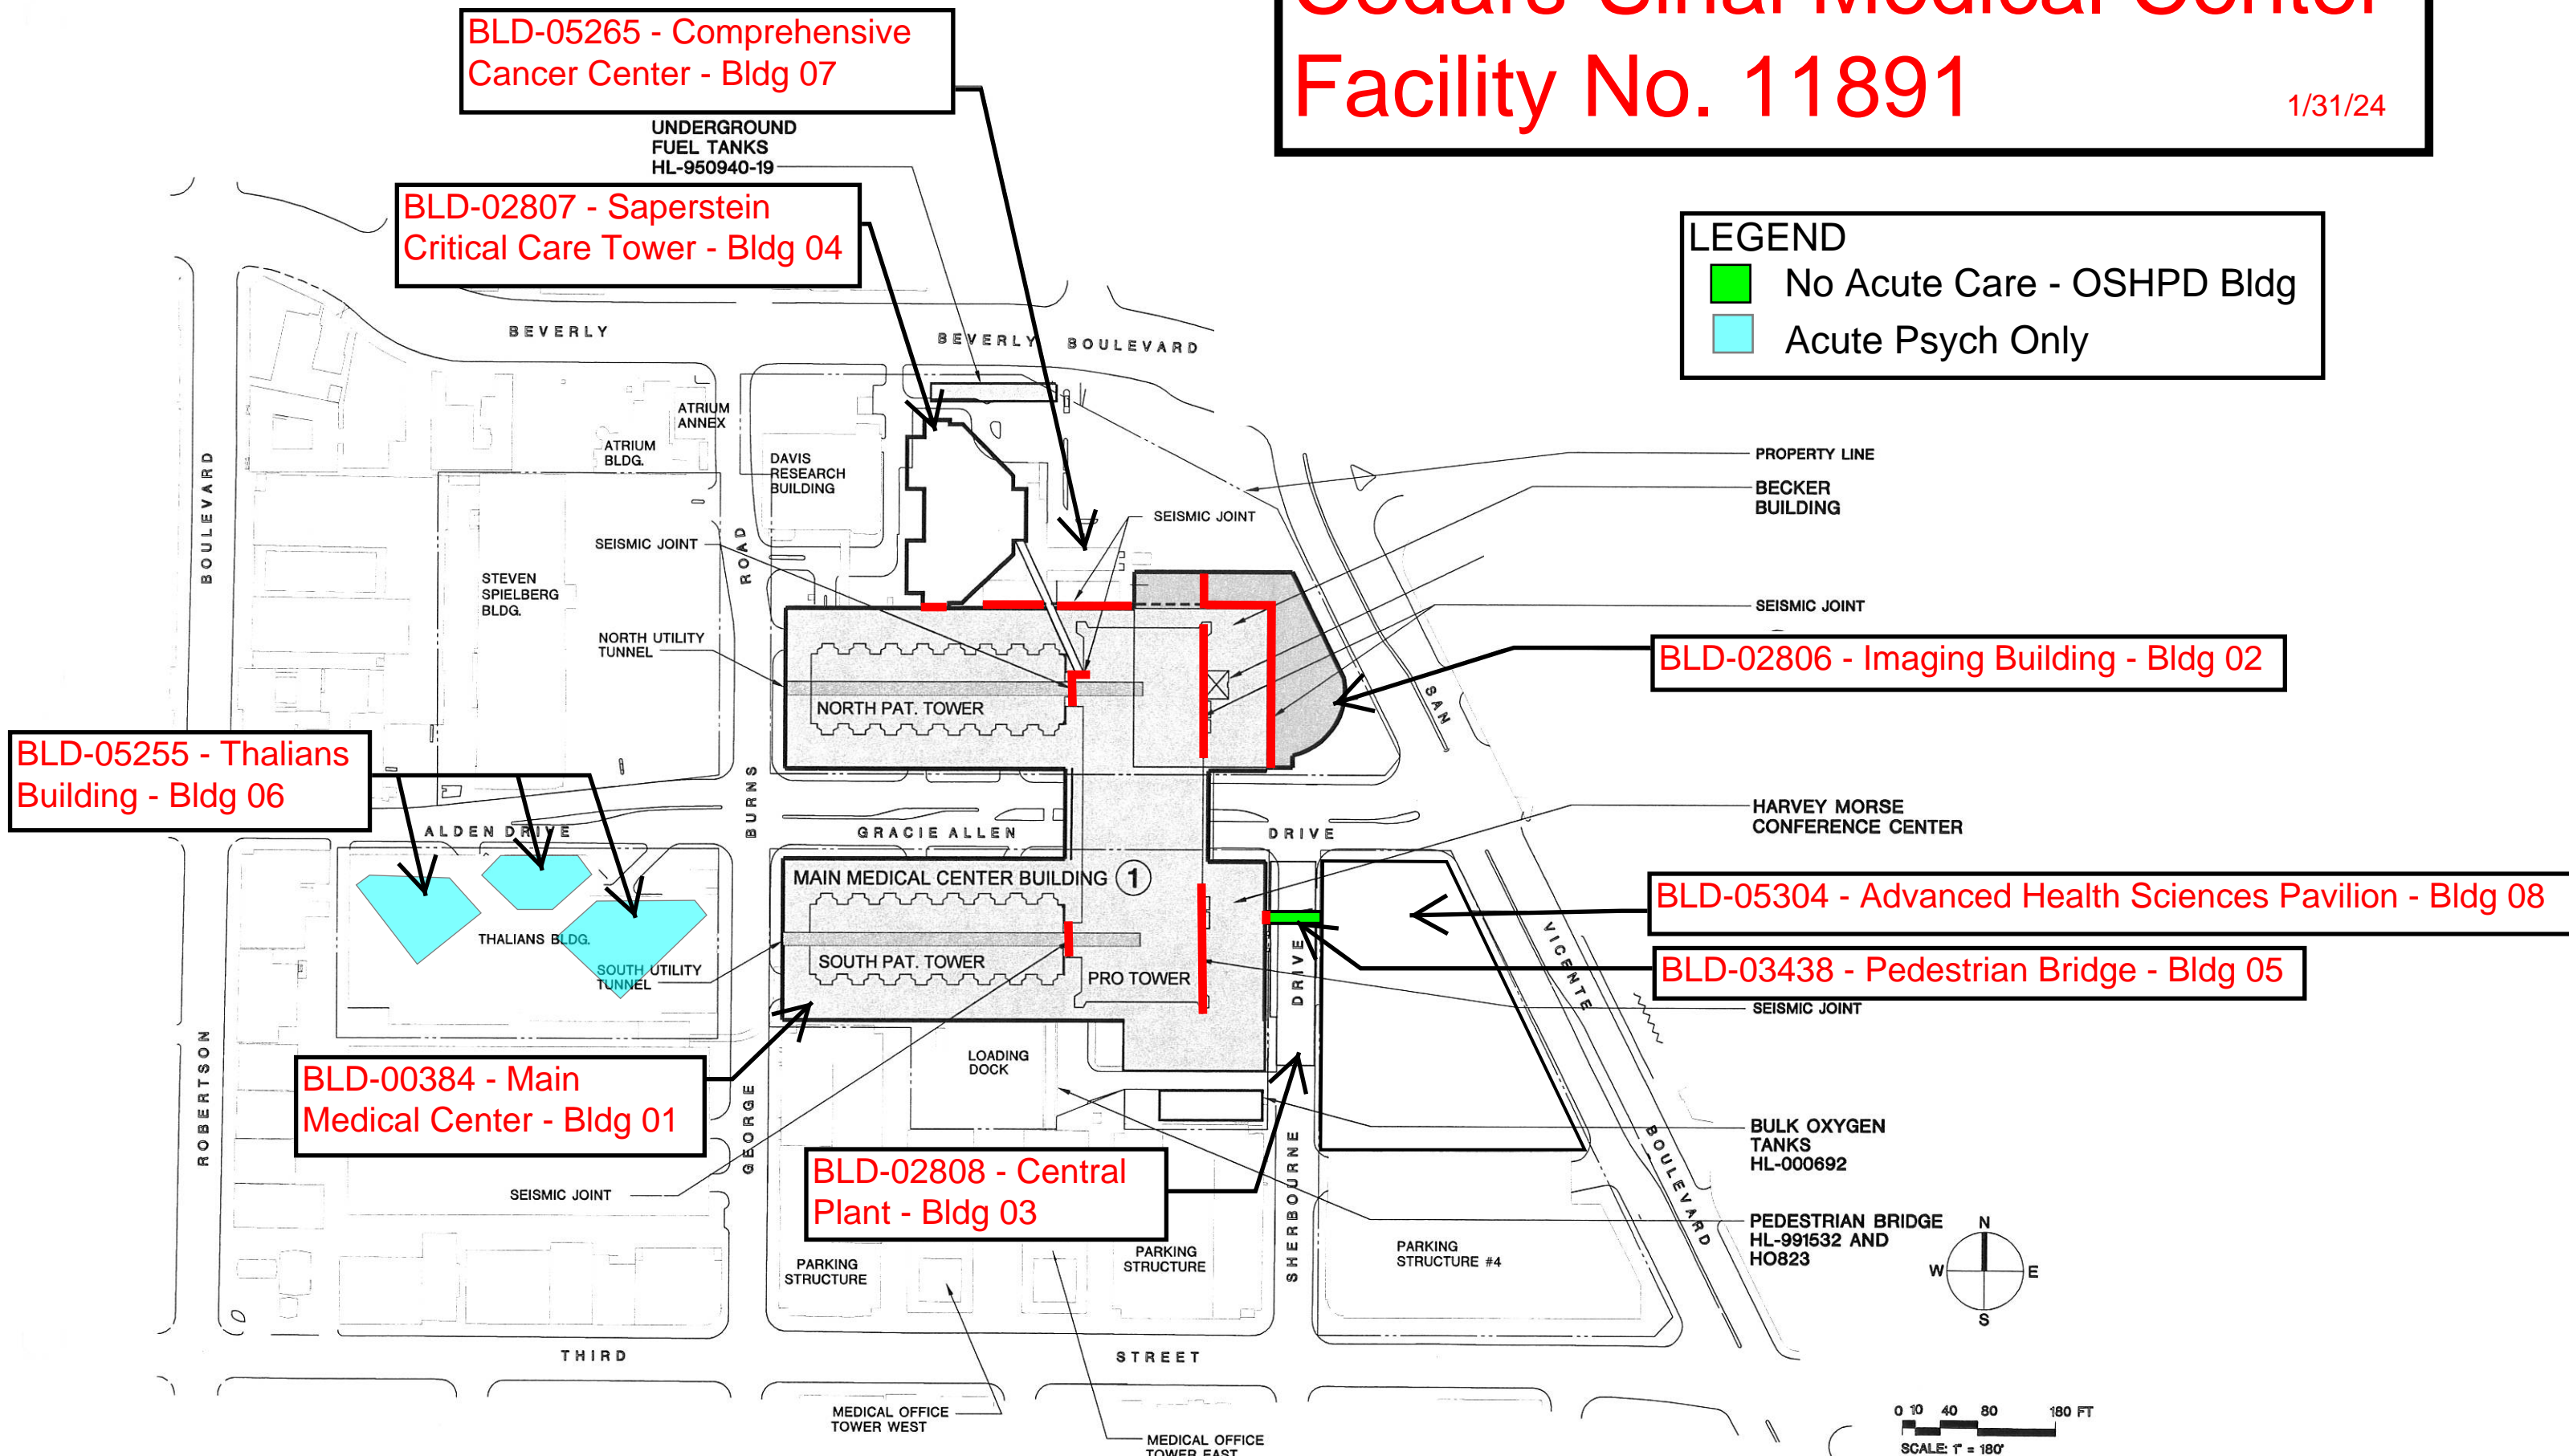 Cedars-Sinai Medical Center
Facility No. 11891
1/31/24
BLD-05265 - Comprehensive
Cancer Center - Bldg 07
UNDERGROUND
FUEL TANKS
HL-950940-19
BLD-02807 - Saperstein
Critical Care Tower - Bldg 04
LEGEND
No Acute Care - OSHPD Bldg
Acute Psych Only
BEVERLY
BEVERLY BOULEVARD
ATRIUM
ANNEX
ATRIUM
BLDG.
DAVIS
RESEARCH
BUILDING
PROPERTY LINE
BECKER
BUILDING
BOULEVARD
SEISMIC JOINT
SEISMIC JOINT
ROAD
STEVEN
SPIELBERG
BLDG.
SEISMIC JOINT
NORTH UTILITY
TUNNEL
BLD-02806 - Imaging Building - Bldg 02
NORTH PAT. TOWER
SAN
BLD-05255 - Thalians
Building - Bldg 06
BURNS
HARVEY MORSE
CONFERENCE CENTER
ALDEN DRIVE
GRACIE ALLEN
DRIVE
MAIN MEDICAL CENTER BUILDING 1
BLD-05304 - Advanced Health Sciences Pavilion - Bldg 08
THALIANS BLDG.
VICENTE
SOUTH UTILITY
TUNNEL
SOUTH PAT. TOWER
PRO TOWER
DRIVE
BLD-03438 - Pedestrian Bridge - Bldg 05
SEISMIC JOINT
ROBERTSON
LOADING
DOCK
BLD-00384 - Main
Medical Center - Bldg 01
GEORGE
BULK OXYGEN
TANKS
HL-000692
BOULEVARD
BLD-02808 - Central
Plant - Bldg 03
SHERBOURNE
SEISMIC JOINT
PEDESTRIAN BRIDGE
HL-991532 AND
HO823
N
W
E
S
PARKING
STRUCTURE
PARKING
STRUCTURE
PARKING
STRUCTURE #4
THIRD
STREET
MEDICAL OFFICE
TOWER WEST
MEDICAL OFFICE
TOWER EAST
0 10 40 80 180 FT
SCALE: 1" = 180'